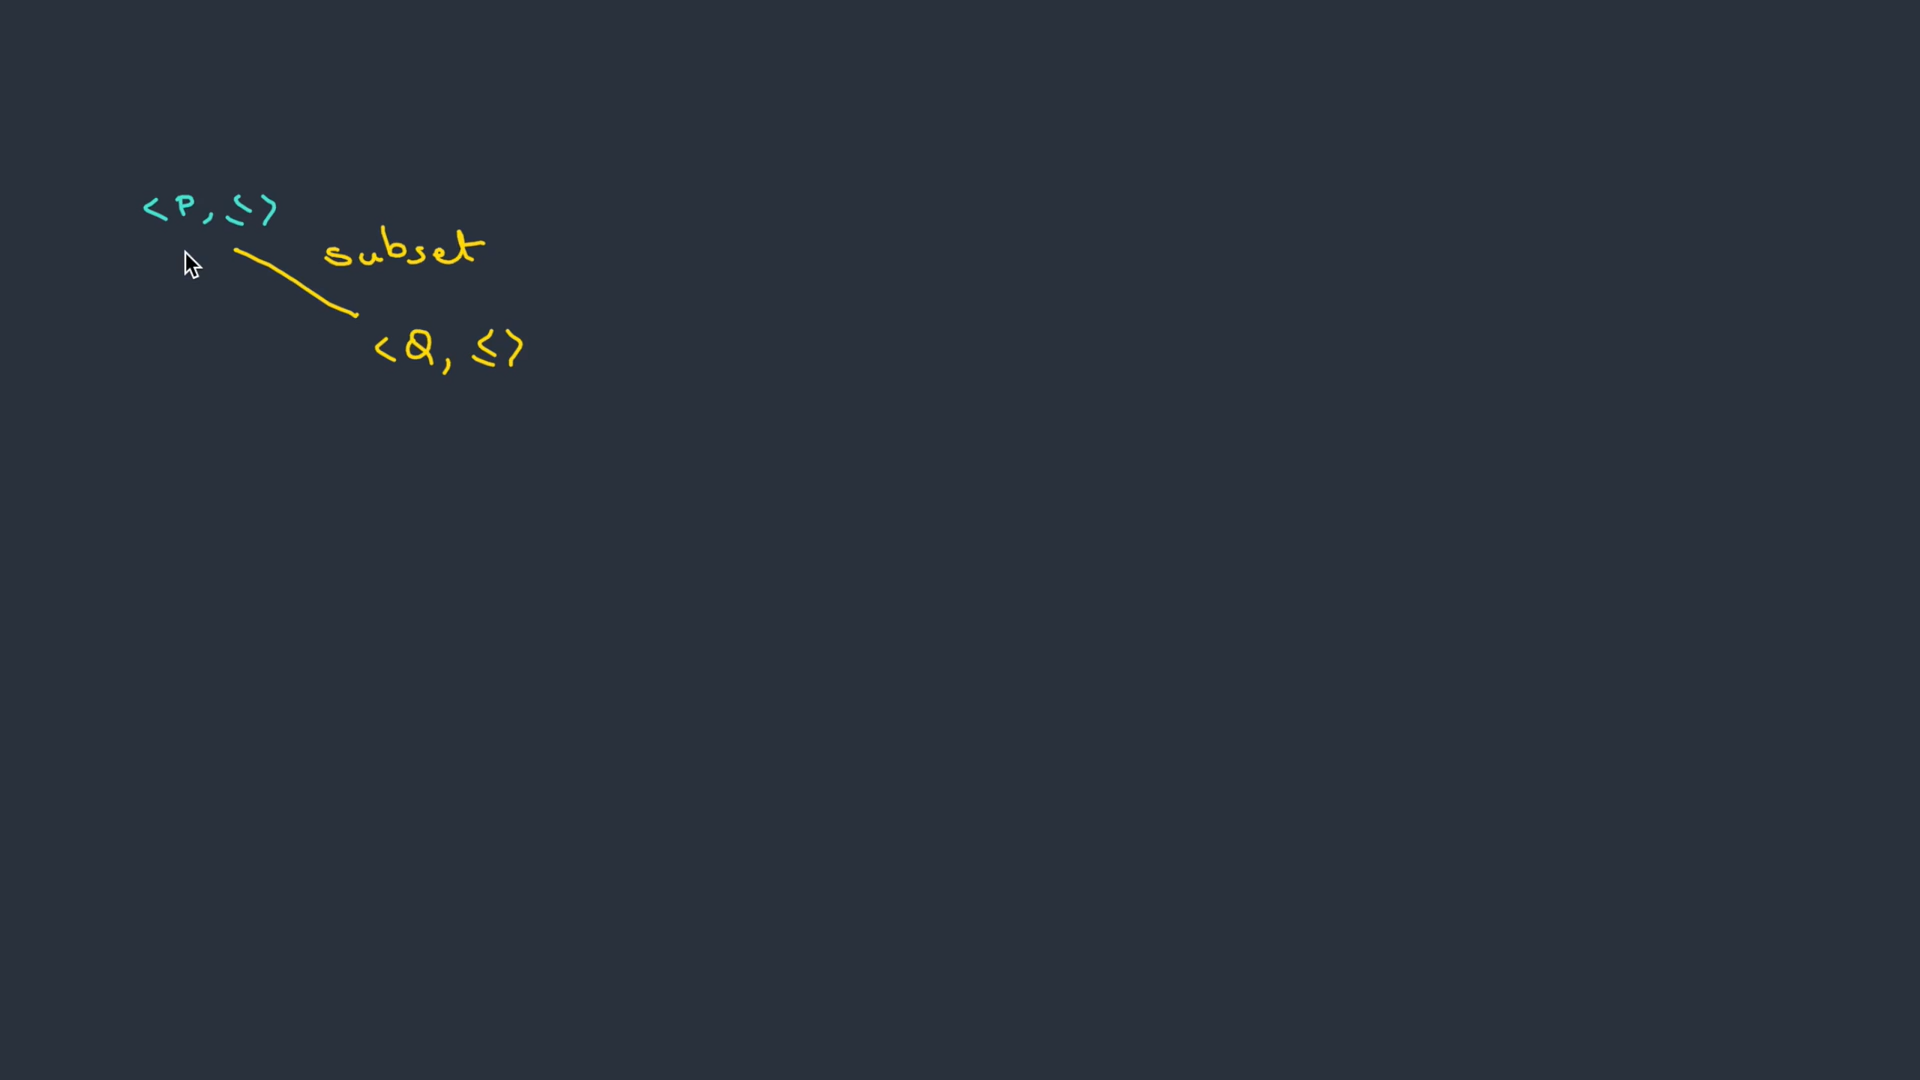 <P, ≤>
subset
<Q, ≤>